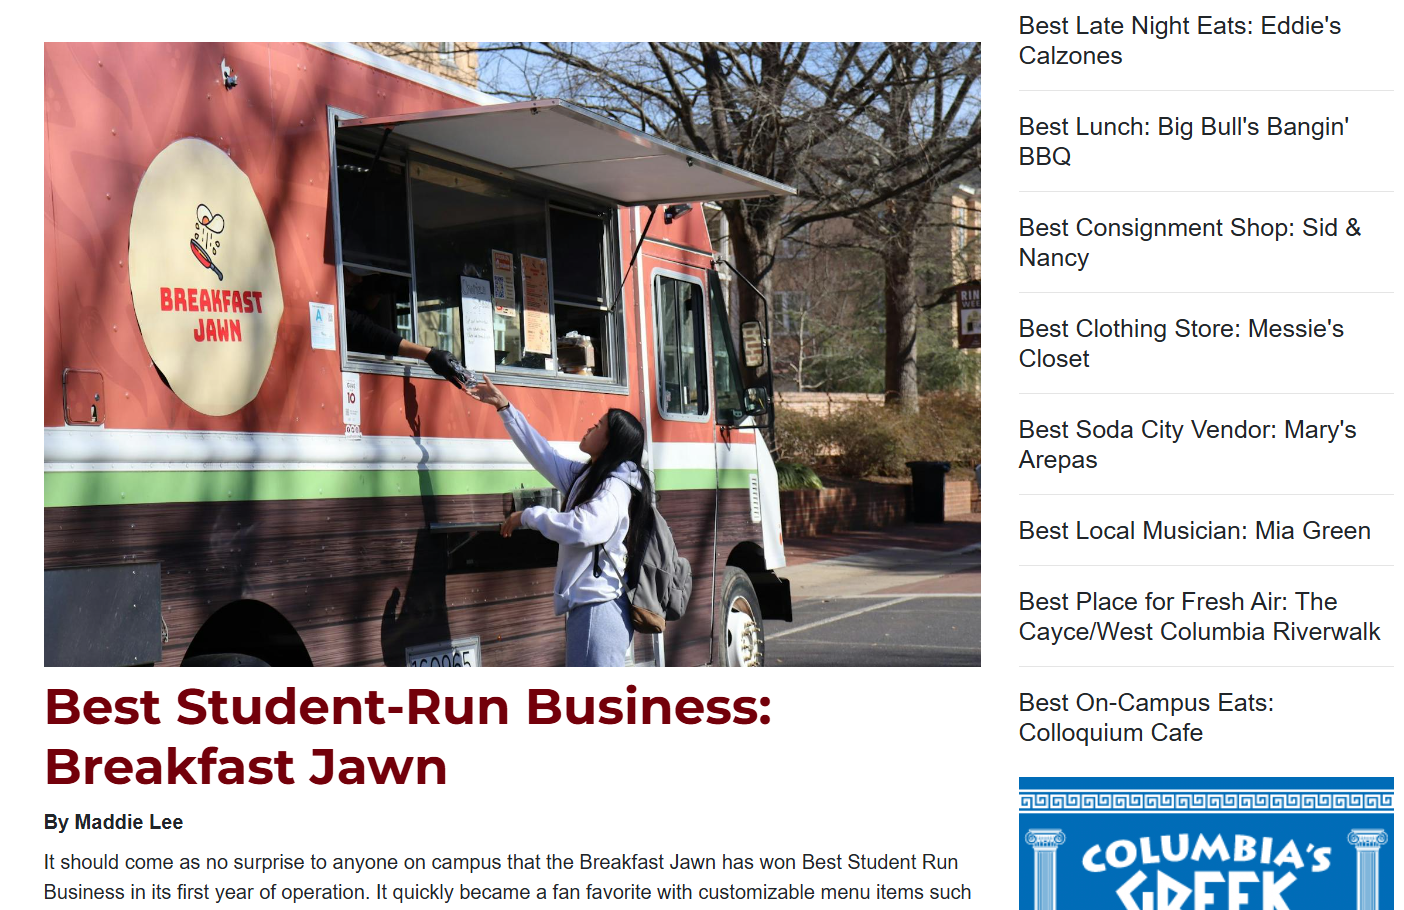 BREAKFAST
JAWN
A
10
160965
RIN
Best Student-Run Business:
Breakfast Jawn
By Maddie Lee
It should come as no surprise to anyone on campus that the Breakfast Jawn has won Best Student Run
Business in its first year of operation. It quickly became a fan favorite with customizable menu items such
Best Late Night Eats: Eddie's
Calzones
Best Lunch: Big Bull's Bangin'
BBQ
Best Consignment Shop: Sid &
Nancy
Best Clothing Store: Messie's
Closet
Best Soda City Vendor: Mary's
Arepas
Best Local Musician: Mia Green
Best Place for Fresh Air: The
Cayce/West Columbia Riverwalk
Best On-Campus Eats:
Colloquium Cafe
COLUMBIA'S
GREEK